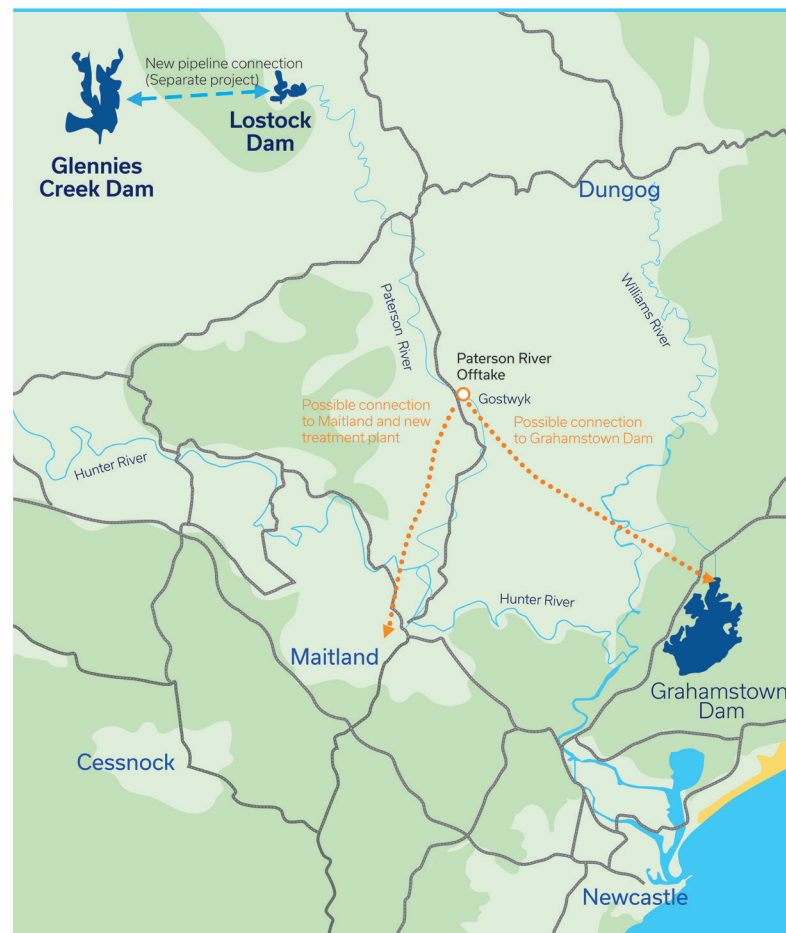 New pipeline connection
(Separate project)
Lostock
Dam
Glennies
Creek Dam
Dungog
Williams River
Paterson River
Paterson River
Offtake
Gostwyk
Possible connection
to Maitland and new
treatment plant
Possible connection
to Grahamstown Dam
Hunter River
Hunter River
Maitland
Grahamstown
Dam
Cessnock
Newcastle